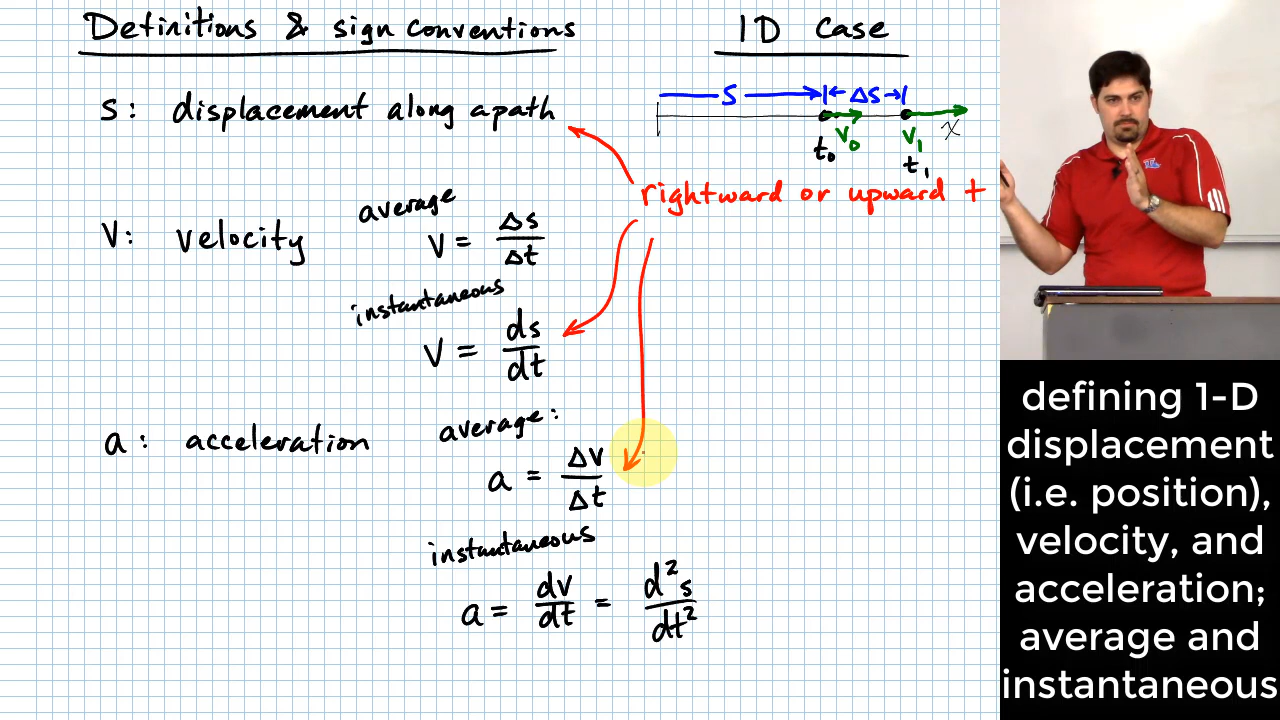 Definitions & sign conventions
1D Case
s: displacement along a path
S Δs
v₀ v₁ x
t₀ t₁
rightward or upward +
v: velocity
average
v = Δs/Δt
instantaneous
v = ds/dt
a: acceleration
average:
a = Δv/Δt
instantaneous
a = dv/dt = d²s/dt²
defining 1-D
displacement
(i.e. position),
velocity, and
acceleration;
average and
instantaneous